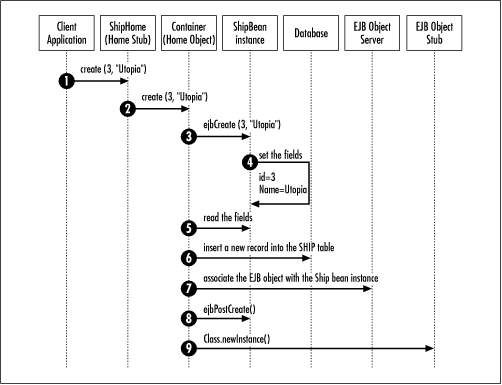 Client
Application
ShipHome
(Home Stub)
Container
(Home Object)
ShipBean
instance
Database
EJB Object
Server
EJB Object
Stub
1 create (3, "Utopia")
2 create (3, "Utopia")
3 ejbCreate (3, "Utopia")
4 set the fields
id=3
Name=Utopia
5 read the fields
6 insert a new record into the SHIP table
7 associate the EJB object with the Ship bean instance
8 ejbPostCreate()
9 Class.newInstance()